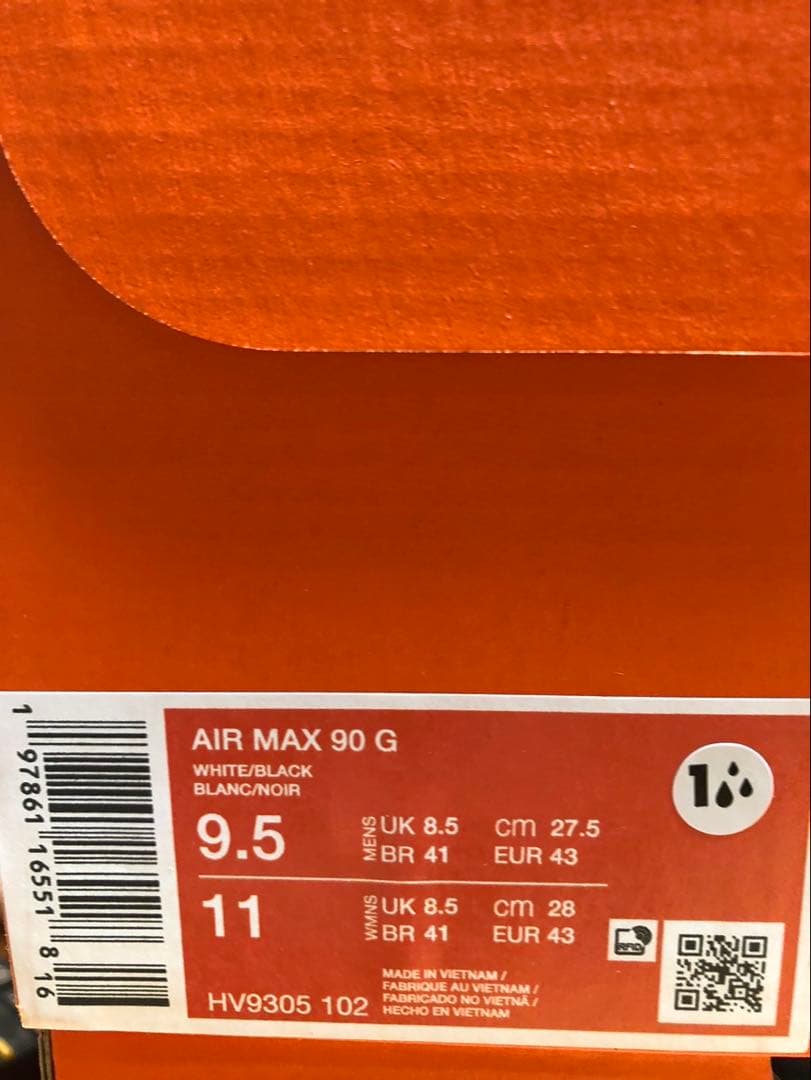 AIR MAX 90 G
WHITE/BLACK
BLANC/NOIR
9.5 MENS UK 8.5 cm 27.5
BR 41 EUR 43
11 WMNS UK 8.5 cm 28
BR 41 EUR 43
RFID
MADE IN VIETNAM /
FABRIQUE AU VIETNAM /
FABRICADO NO VIETNÃ /
HECHO EN VIETNAM
HV9305 102
1
1 97861 16551 8 16